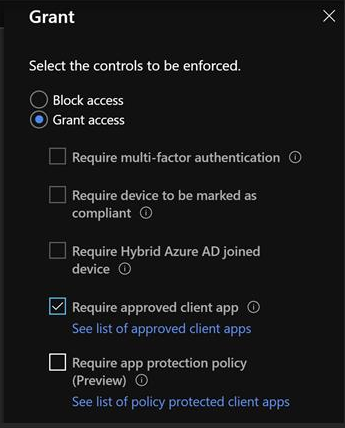 Grant
Select the controls to be enforced.
Block access
Grant access
Require multi-factor authentication
Require device to be marked as
compliant
Require Hybrid Azure AD joined
device
Require approved client app
See list of approved client apps
Require app protection policy
(Preview)
See list of policy protected client apps